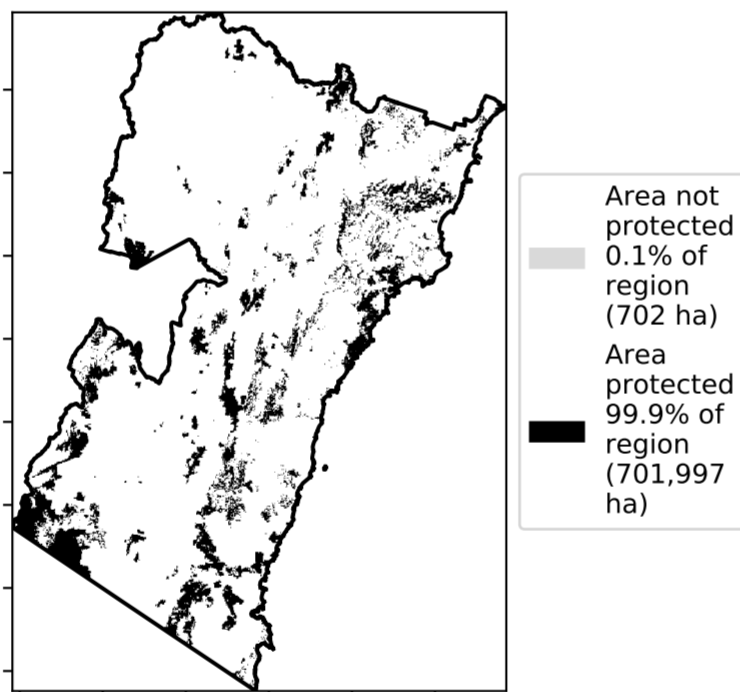 Area not
protected
0.1% of
region
(702 ha)
Area
protected
99.9% of
region
(701,997
ha)